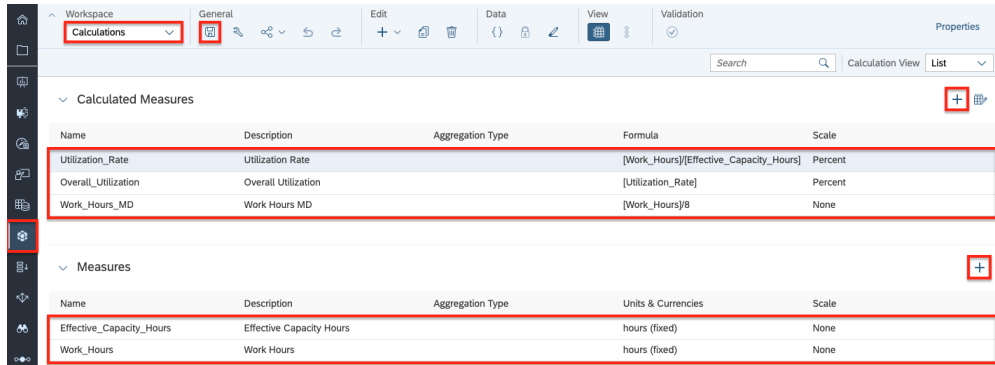 Workspace General Edit Data View Validation
Calculations Properties
Search Calculation View List
Calculated Measures
Name Description Aggregation Type Formula Scale
Utilization_Rate Utilization Rate [Work_Hours]/[Effective_Capacity_Hours] Percent
Overall_Utilization Overall Utilization [Utilization_Rate] Percent
Work_Hours_MD Work Hours MD [Work_Hours]/8 None
Measures
Name Description Aggregation Type Units & Currencies Scale
Effective_Capacity_Hours Effective Capacity Hours hours (fixed) None
Work_Hours Work Hours hours (fixed) None